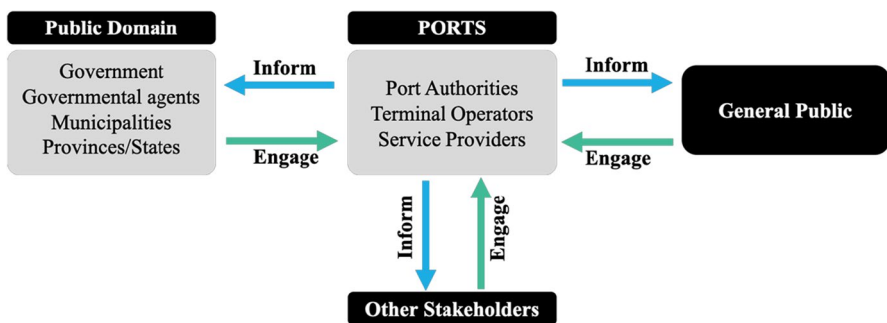 Public Domain
PORTS
Government
Governmental agents
Municipalities
Provinces/States
Inform
Engage
Port Authorities
Terminal Operators
Service Providers
Inform
Engage
General Public
Inform
Engage
Other Stakeholders